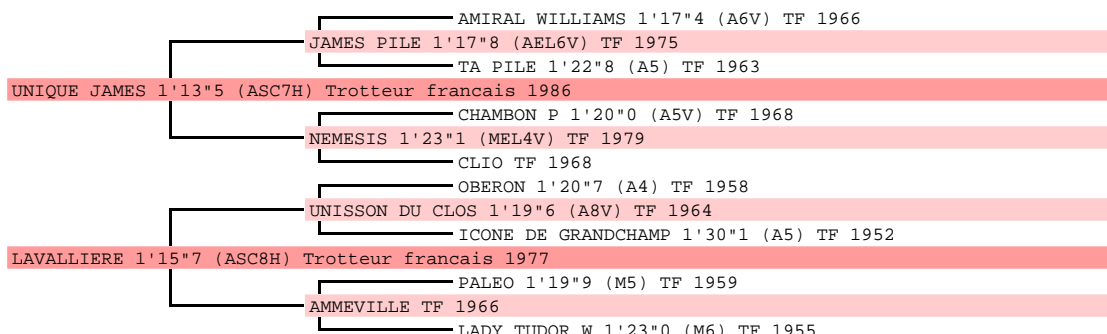 AMIRAL WILLIAMS 1'17"4 (A6V) TF 1966
JAMES PILE 1'17"8 (AEL6V) TF 1975
TA PILE 1'22"8 (A5) TF 1963
UNIQUE JAMES 1'13"5 (ASC7H) Trotteur francais 1986
CHAMBON P 1'20"0 (A5V) TF 1968
NEMESIS 1'23"1 (MEL4V) TF 1979
CLIO TF 1968
OBERON 1'20"7 (A4) TF 1958
UNISSON DU CLOS 1'19"6 (A8V) TF 1964
ICONE DE GRANDCHAMP 1'30"1 (A5) TF 1952
LAVALLIERE 1'15"7 (ASC8H) Trotteur francais 1977
PALEO 1'19"9 (M5) TF 1959
AMMEVILLE TF 1966
LADY TUDOR W 1'23"0 (M6) TF 1955